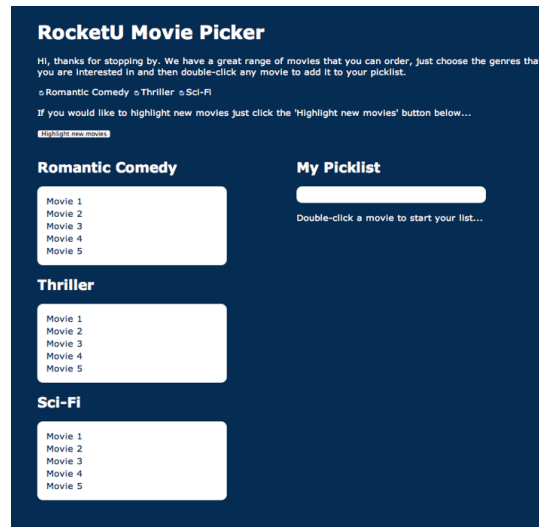 RocketU Movie Picker
Hi, thanks for stopping by. We have a great range of movies that you can order, just choose the genres tha
you are interested in and then double-click any movie to add it to your picklist.
Romantic Comedy Thriller Sci-Fi
If you would like to highlight new movies just click the 'Highlight new movies' button below...
Highlight new movies
Romantic Comedy
Movie 1
Movie 2
Movie 3
Movie 4
Movie 5
Thriller
Movie 1
Movie 2
Movie 3
Movie 4
Movie 5
Sci-Fi
Movie 1
Movie 2
Movie 3
Movie 4
Movie 5
My Picklist
Double-click a movie to start your list...